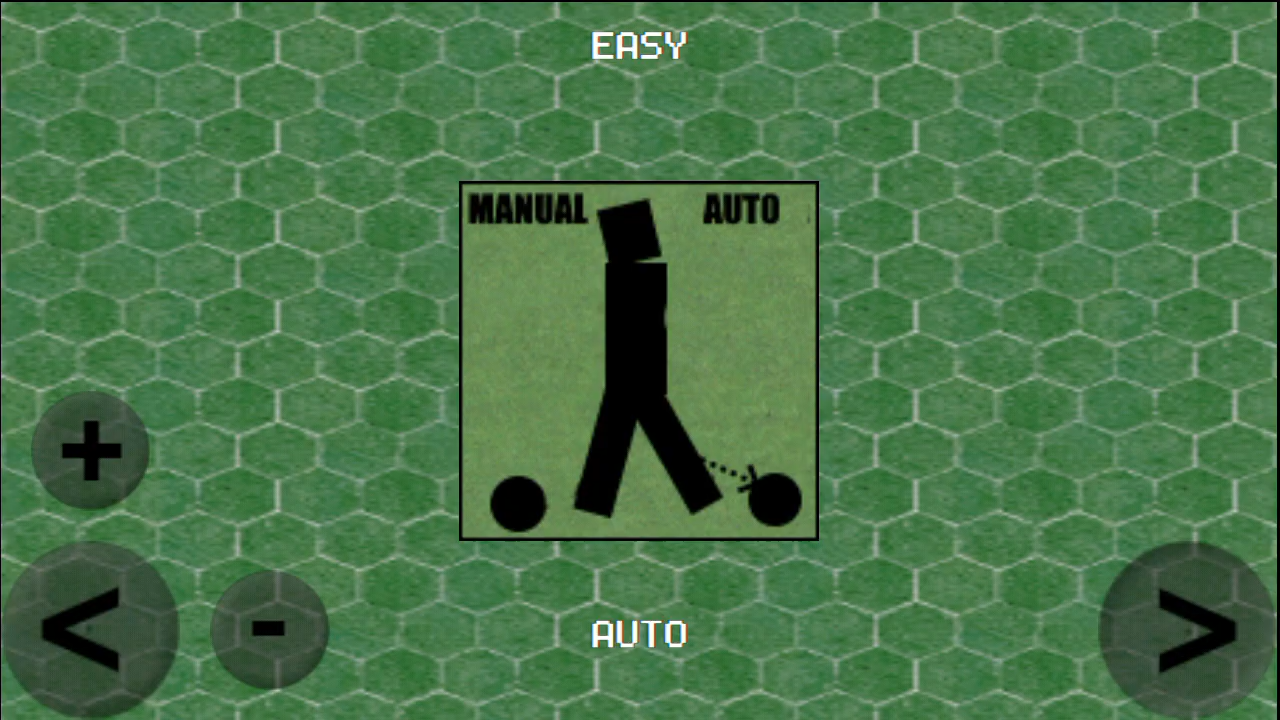 EASY
MANUAL AUTO
+
< - >
AUTO